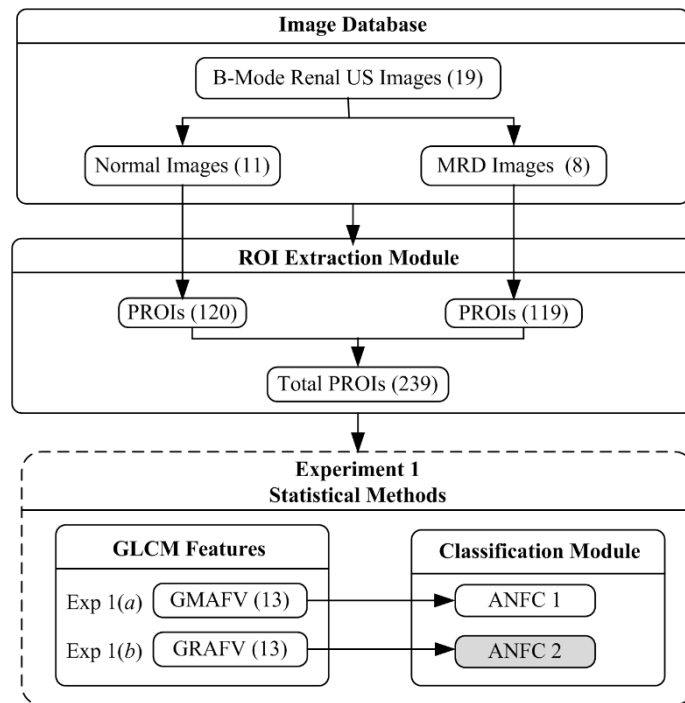 Image Database
B-Mode Renal US Images (19)
Normal Images (11)
MRD Images (8)
ROI Extraction Module
PROIs (120)
PROIs (119)
Total PROIs (239)
Experiment 1
Statistical Methods
GLCM Features
Classification Module
Exp 1(a)
GMAFV (13)
ANFC 1
Exp 1(b)
GRAFV (13)
ANFC 2